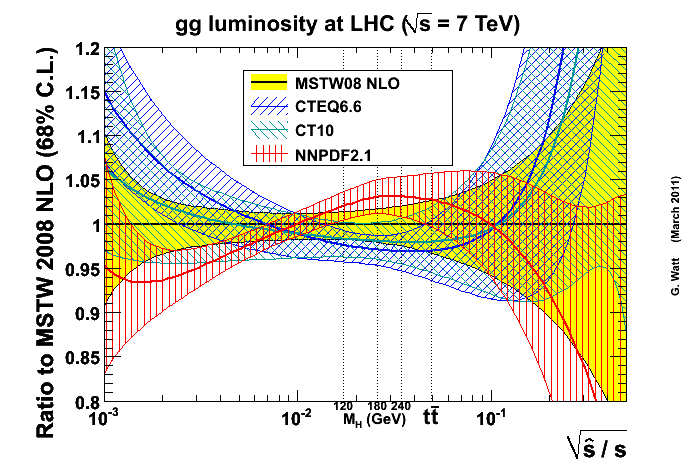 gg luminosity at LHC (√s = 7 TeV)
Ratio to MSTW 2008 NLO (68% C.L.)
1.2
1.15
1.1
1.05
1
0.95
0.9
0.85
0.8
MSTW08 NLO
CTEQ6.6
CT10
NNPDF2.1
10⁻³
10⁻²
10⁻¹
120 180 240
M_H (GeV)
tt̄
√ŝ / s
G. Watt (March 2011)